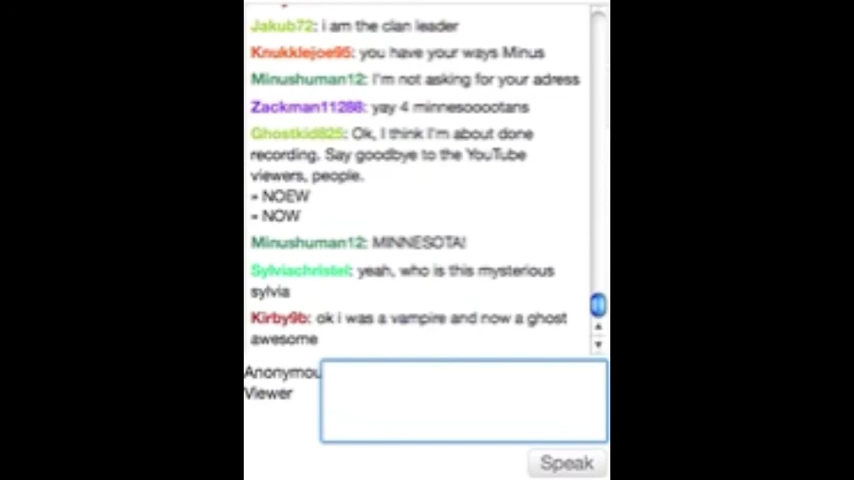 Jakub72: i am the clan leader
Knukklejoe95: you have your ways Minus
Minushuman12: I'm not asking for your adress
Zackman11288: yay 4 minnesooootans
Ghostkid825: Ok, I think I'm about done
recording. Say goodbye to the YouTube
viewers, people.
» NOEW
» NOW
Minushuman12: MINNESOTA!
Sylviachristel: yeah, who is this mysterious
sylvia
Kirby9b: ok i was a vampire and now a ghost
awesome
Anonymou
Viewer
Speak